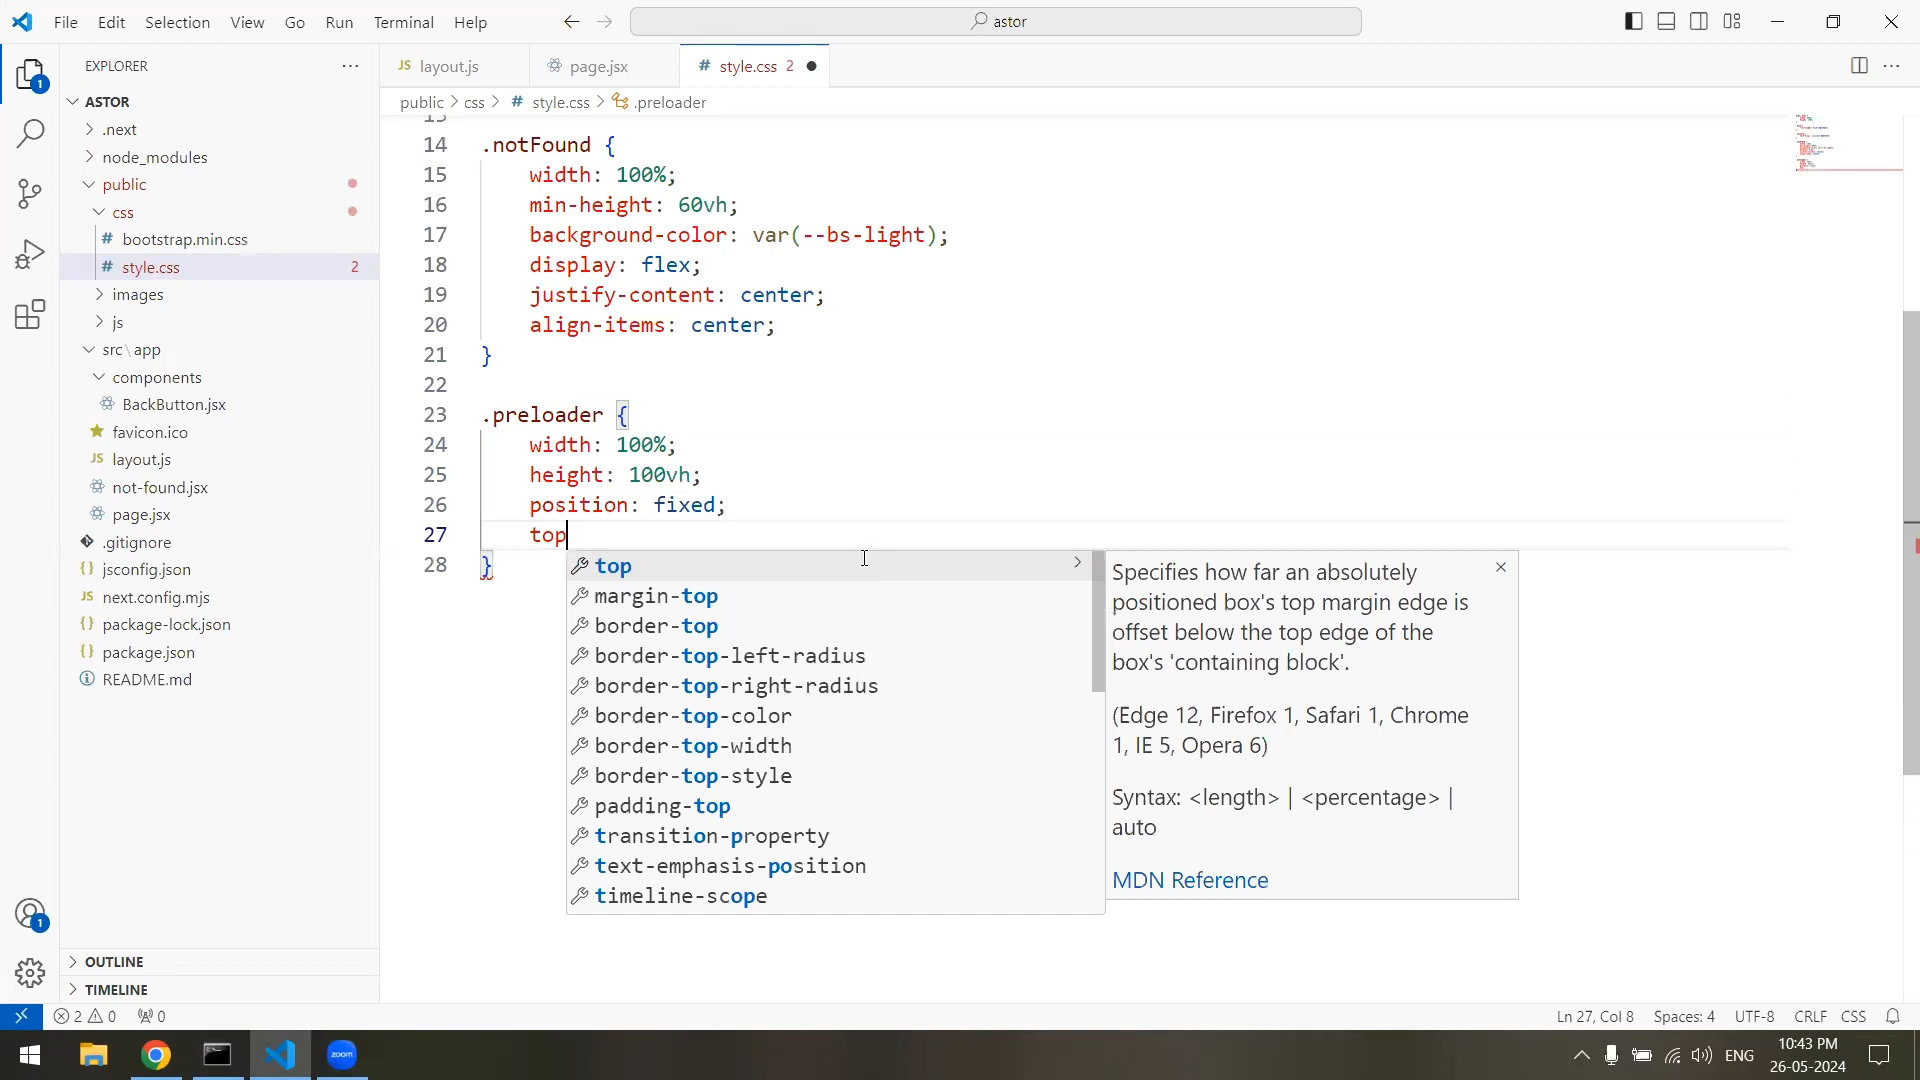 File Edit Selection View Go Run Terminal Help
astor
EXPLORER
ASTOR
.next
node_modules
public
css
bootstrap.min.css
style.css 2
images
js
src\app
components
BackButton.jsx
favicon.ico
layout.js
not-found.jsx
page.jsx
.gitignore
jsconfig.json
next.config.mjs
package-lock.json
package.json
README.md
OUTLINE
TIMELINE
layout.js page.jsx style.css 2
public > css > # style.css > .preloader
13
14 .notFound {
15 width: 100%;
16 min-height: 60vh;
17 background-color: var(--bs-light);
18 display: flex;
19 justify-content: center;
20 align-items: center;
21 }
22
23 .preloader {
24 width: 100%;
25 height: 100vh;
26 position: fixed;
27 top
28 }
top
margin-top
border-top
border-top-left-radius
border-top-right-radius
border-top-color
border-top-width
border-top-style
padding-top
transition-property
text-emphasis-position
timeline-scope
Specifies how far an absolutely
positioned box's top margin edge is
offset below the top edge of the
box's 'containing block'.
(Edge 12, Firefox 1, Safari 1, Chrome
1, IE 5, Opera 6)
Syntax: <length> | <percentage> |
auto
MDN Reference
2 0 0 Ln 27, Col 8 Spaces: 4 UTF-8 CRLF CSS
zoom
ENG
10:43 PM
26-05-2024